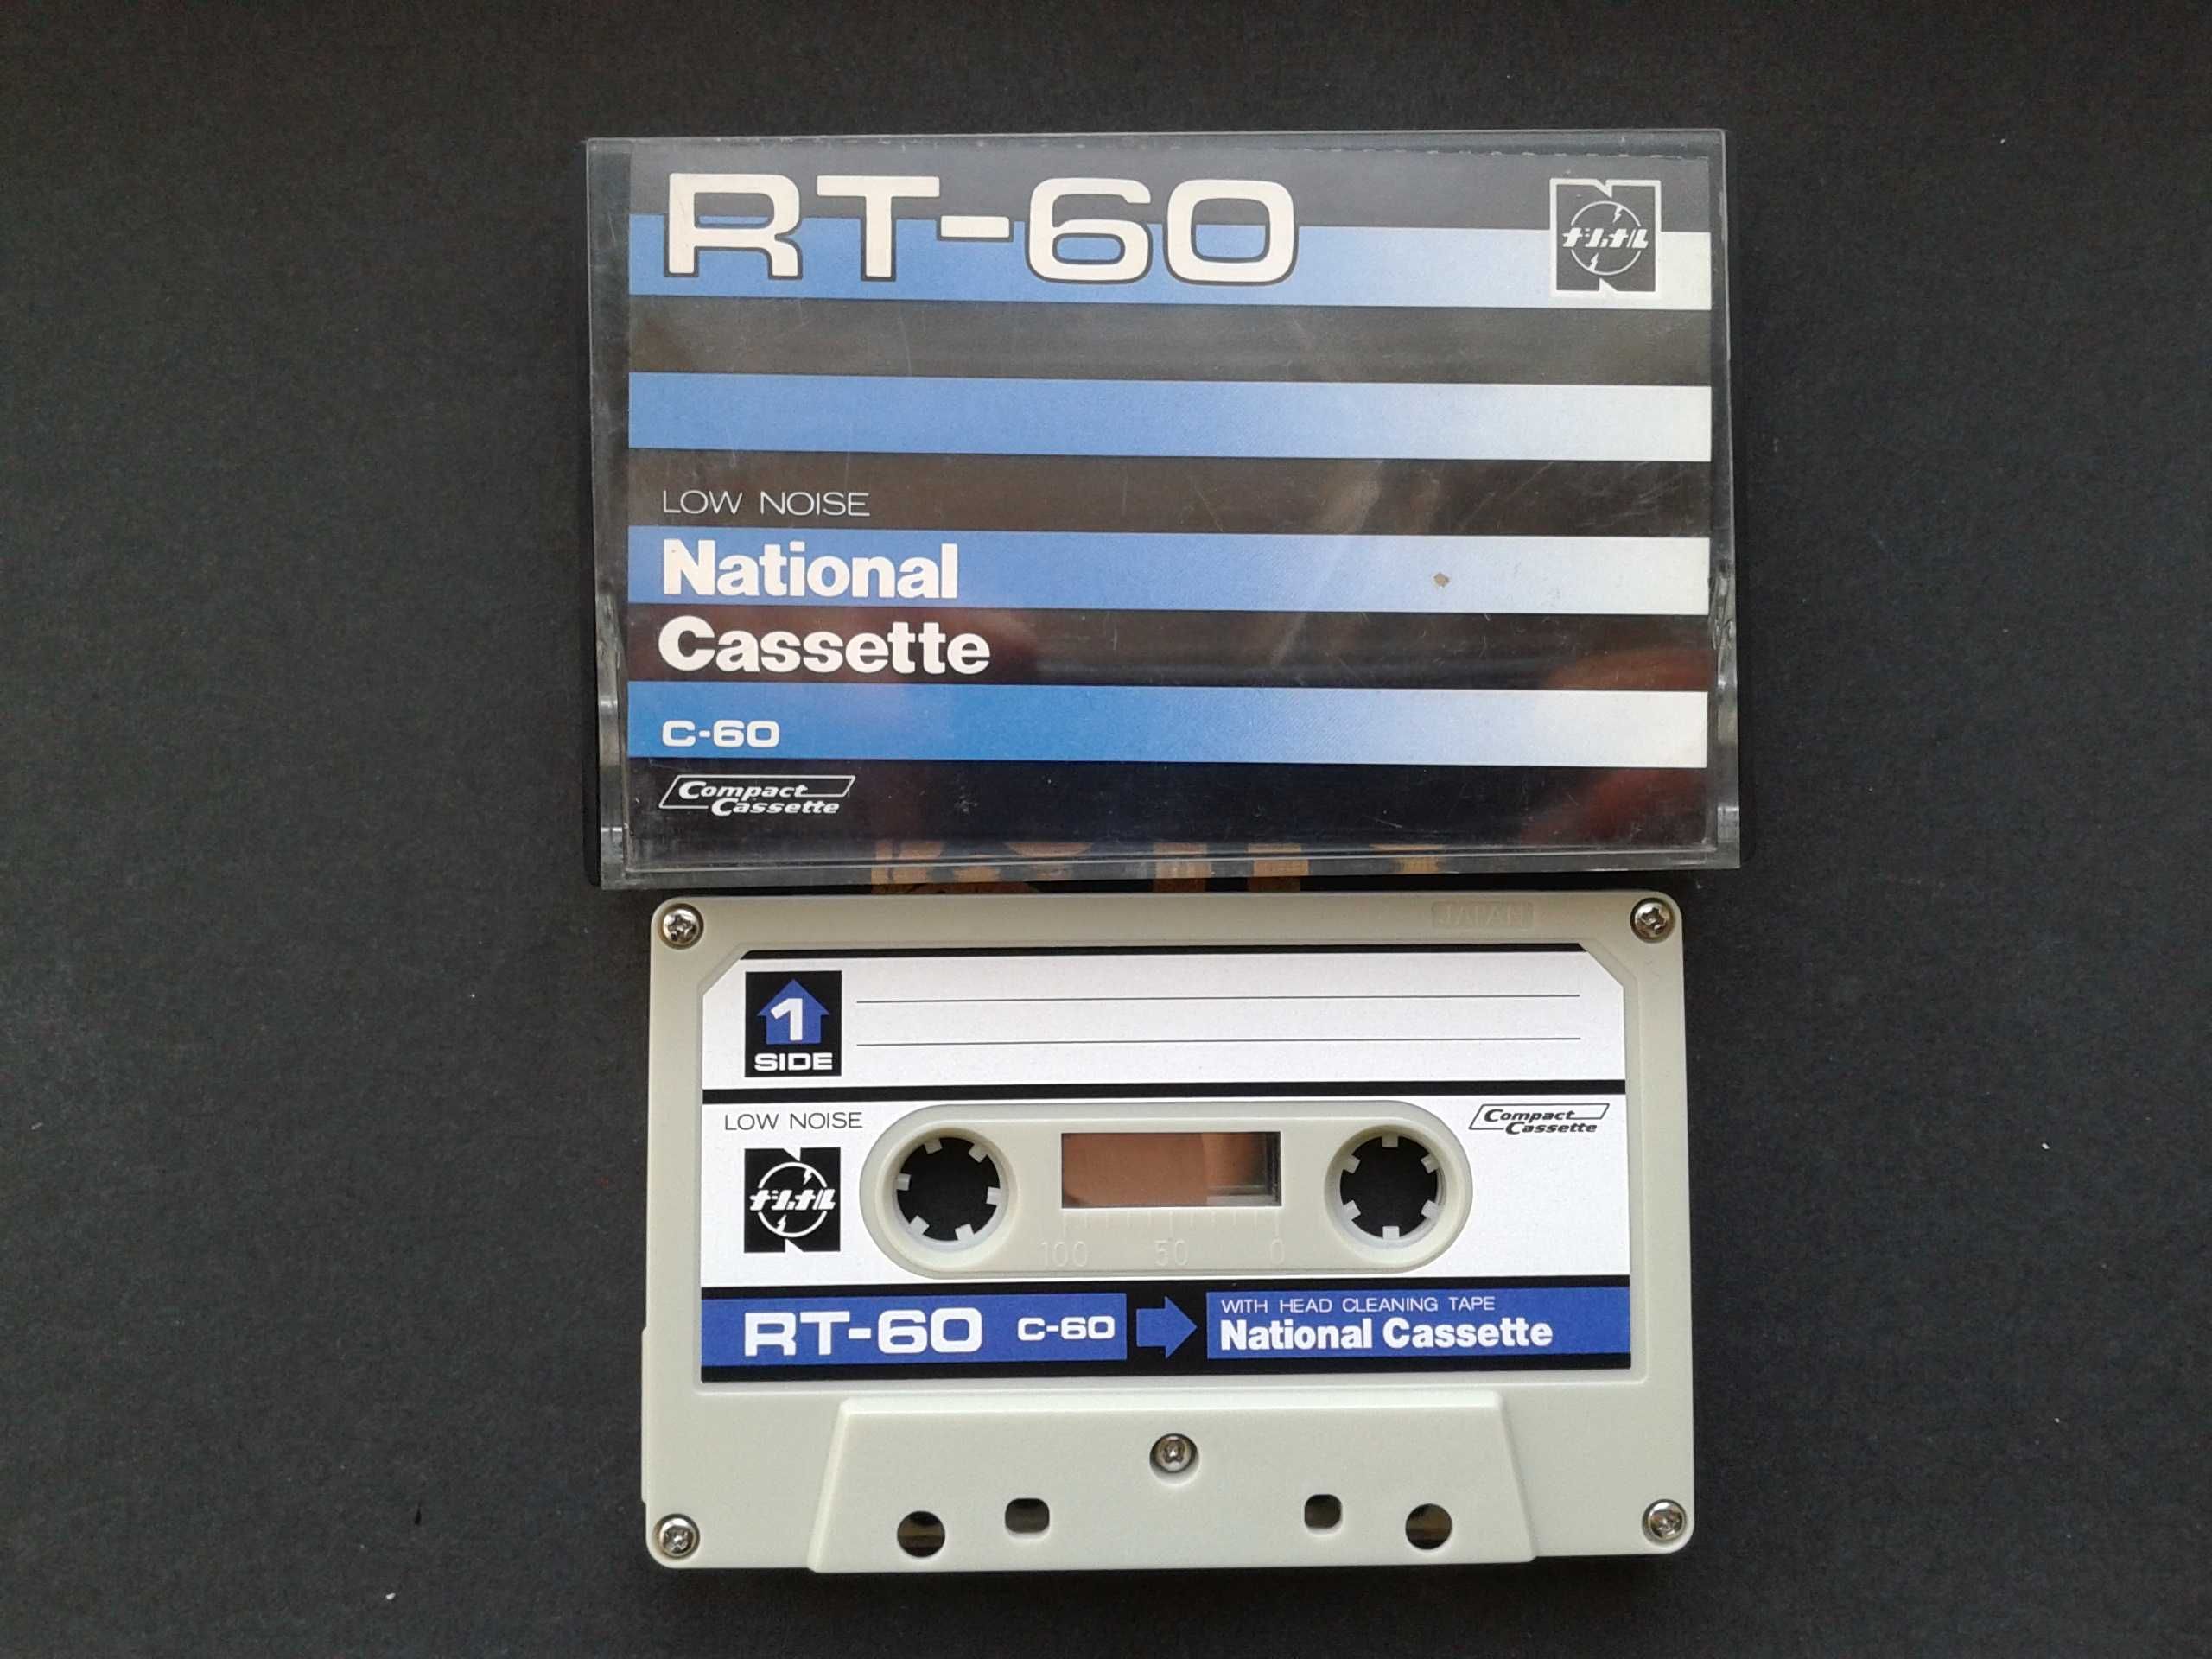 RT-60
ナショナル
LOW NOISE
National
Cassette
C-60
Compact
Cassette
JAPAN
1
SIDE
LOW NOISE
Compact
Cassette
ナショナル
100 50 0
RT-60 C-60
WITH HEAD CLEANING TAPE
National Cassette